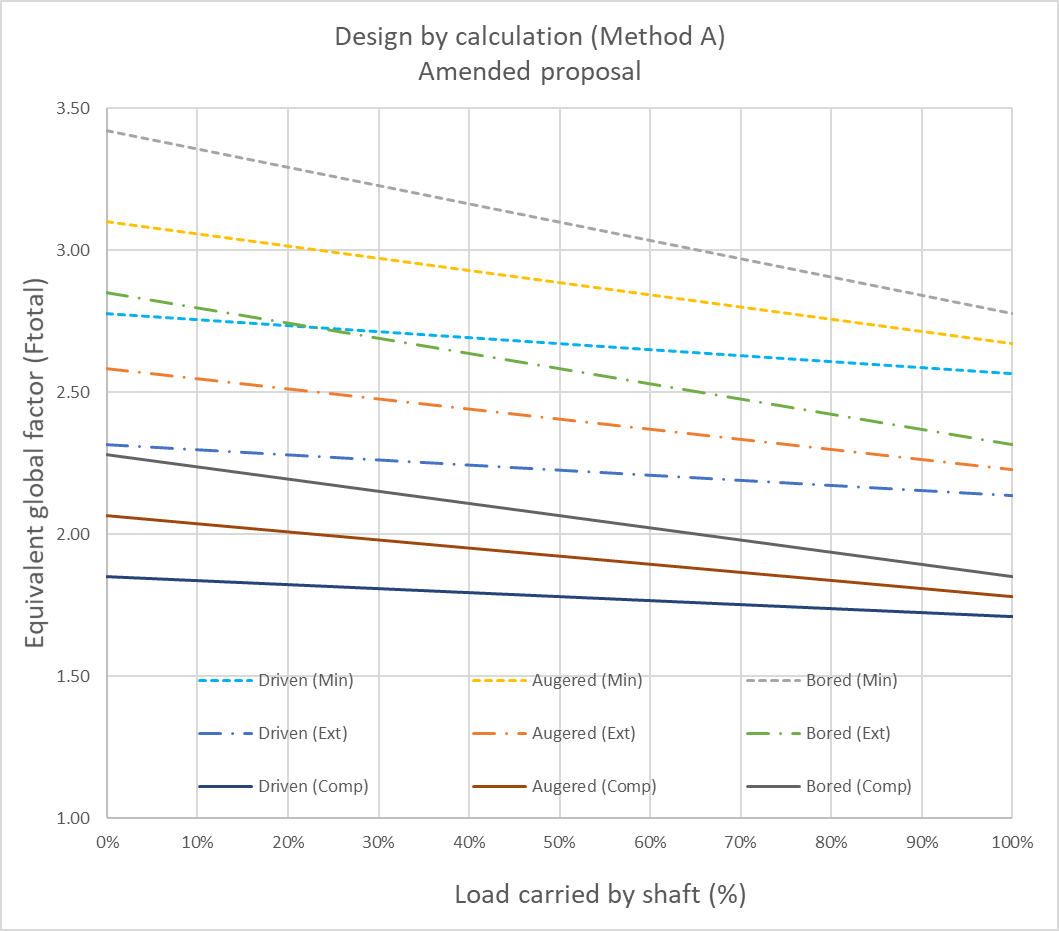 Design by calculation (Method A)
Amended proposal
Equivalent global factor (Ftotal)
3.50
3.00
2.50
2.00
1.50
1.00
Driven (Min) Augered (Min) Bored (Min)
Driven (Ext) Augered (Ext) Bored (Ext)
Driven (Comp) Augered (Comp) Bored (Comp)
0% 10% 20% 30% 40% 50% 60% 70% 80% 90% 100%
Load carried by shaft (%)